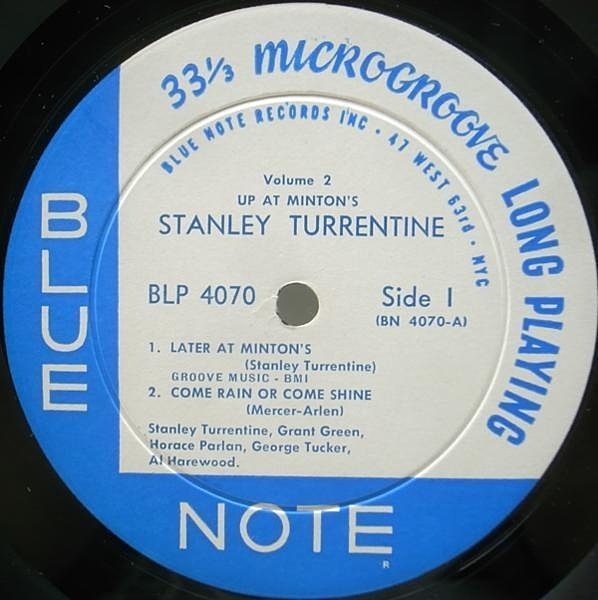 33⅓ MICROGROOVE LONG PLAYING
BLUE NOTE RECORDS INC · 47 WEST 63rd · NYC
Volume 2
UP AT MINTON'S
STANLEY TURRENTINE
BLP 4070
Side 1
(BN 4070-A)
1. LATER AT MINTON'S
(Stanley Turrentine)
GROOVE MUSIC - BMI
2. COME RAIN OR COME SHINE
(Mercer-Arlen)
Stanley Turrentine, Grant Green,
Horace Parlan, George Tucker,
Al Harewood.
BLUE
NOTE
R